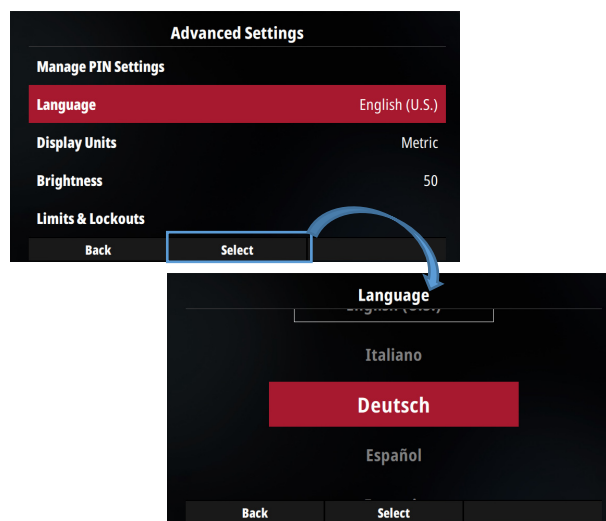 Advanced Settings
Manage PIN Settings
Language English (U.S.)
Display Units Metric
Brightness 50
Limits & Lockouts
Back Select
Language
English (U.S.)
Italiano
Deutsch
Español
Back Select